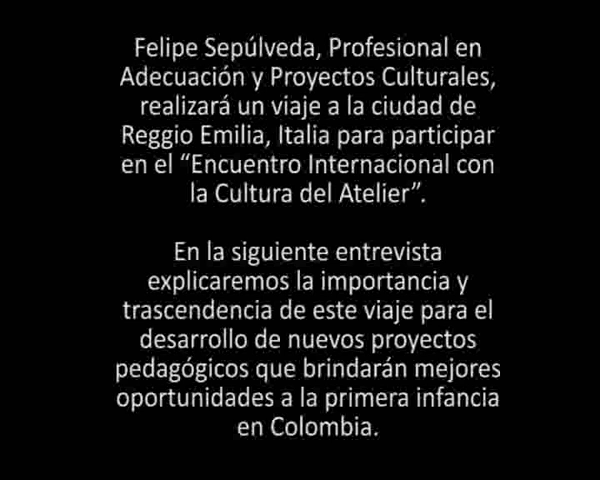 Felipe Sepúlveda, Profesional en
Adecuación y Proyectos Culturales,
realizará un viaje a la ciudad de
Reggio Emilia, Italia para participar
en el “Encuentro Internacional con
la Cultura del Atelier”.
En la siguiente entrevista
explicaremos la importancia y
trascendencia de este viaje para el
desarrollo de nuevos proyectos
pedagógicos que brindarán mejores
oportunidades a la primera infancia
en Colombia.